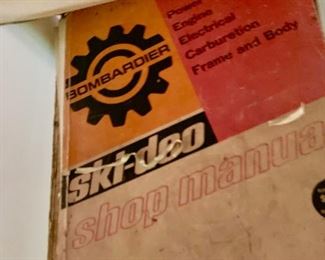 Power
Engine
Electrical
Carburetion
Frame and Body
BOMBARDIER
ski-doo
shop manual